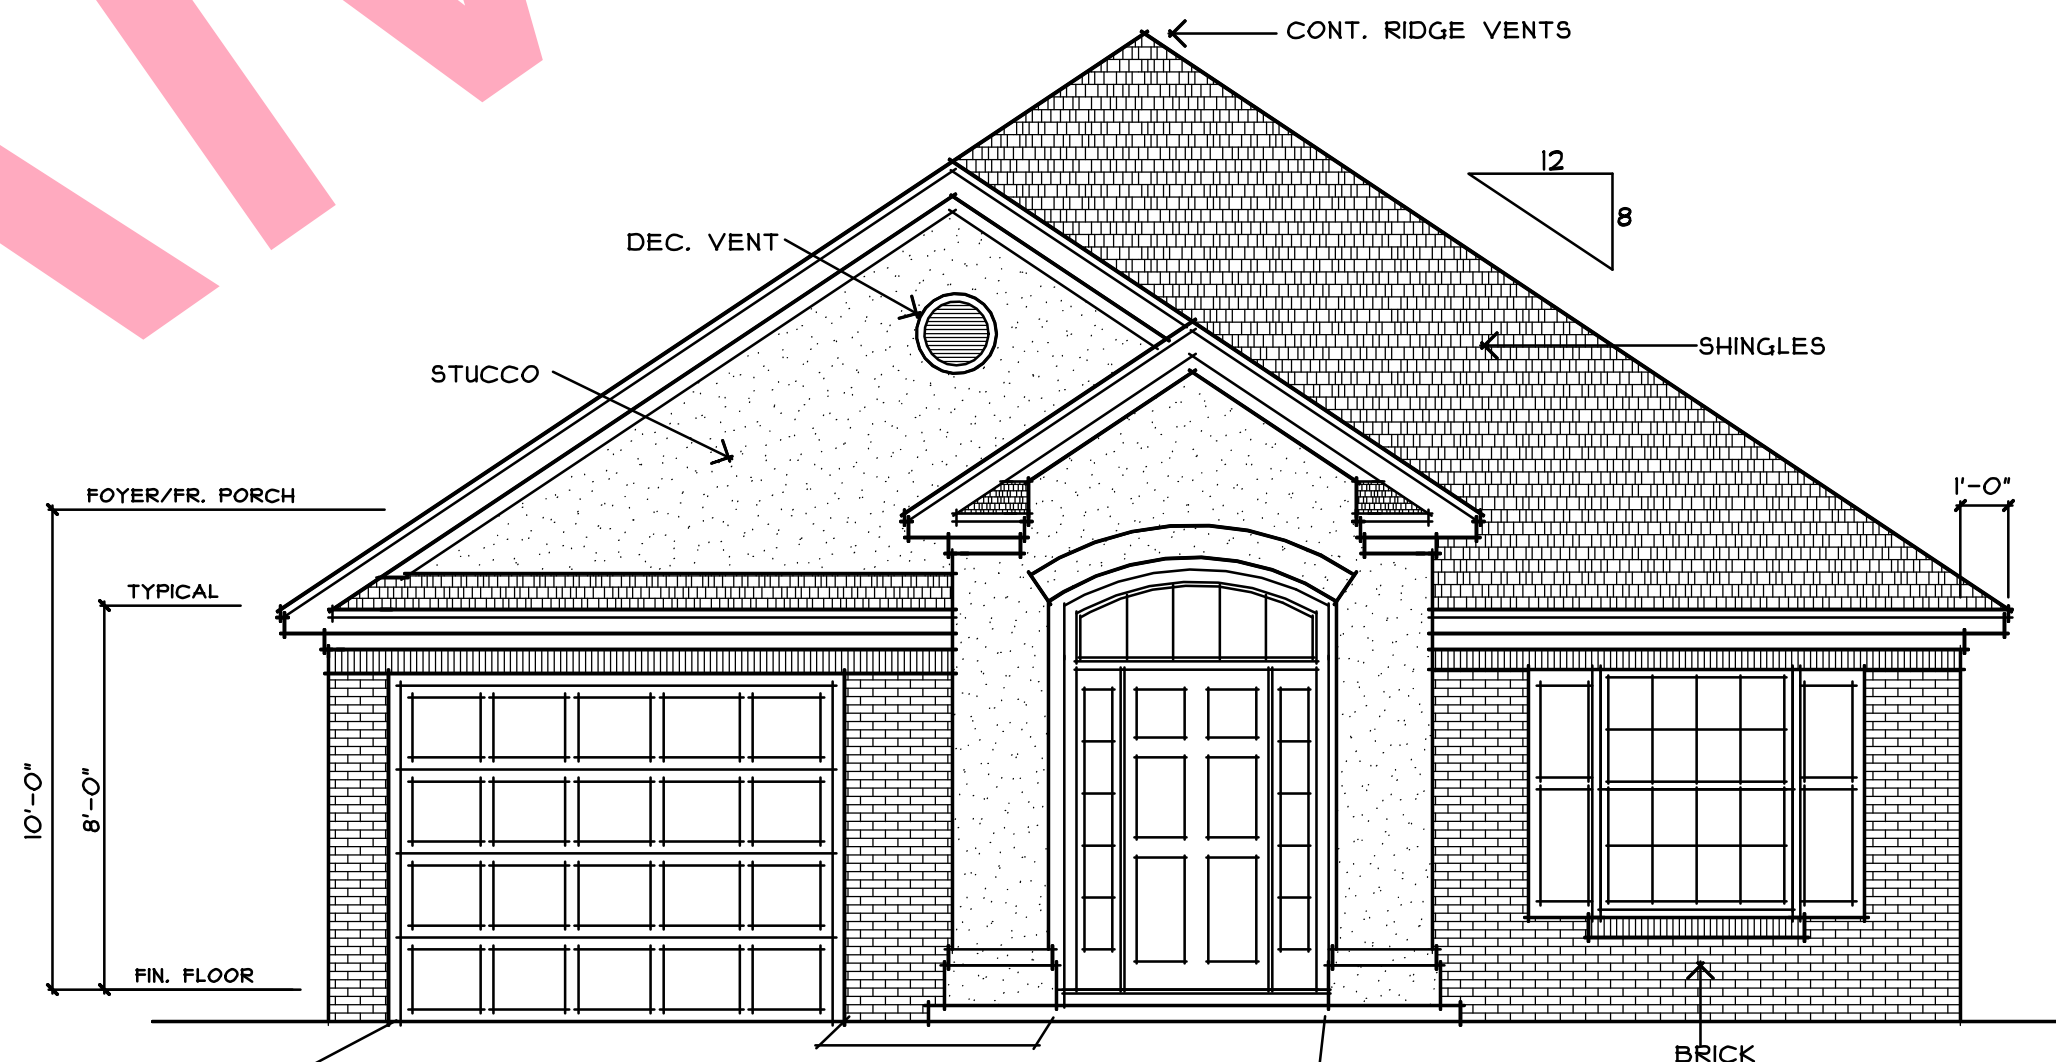 CONT. RIDGE VENTS
12
8
DEC. VENT
SHINGLES
STUCCO
FOYER/FR. PORCH
1'-0"
TYPICAL
10'-0"
8'-0"
FIN. FLOOR
BRICK